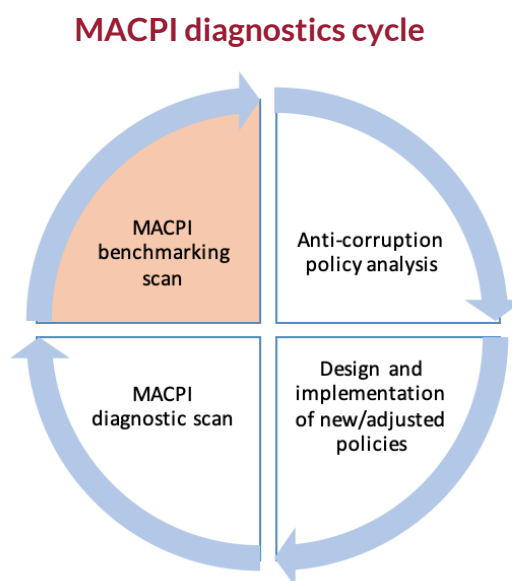 MACPI diagnostics cycle
MACPI
benchmarking
scan
Anti-corruption
policy analysis
MACPI
diagnostic scan
Design and
implementation
of new/adjusted
policies